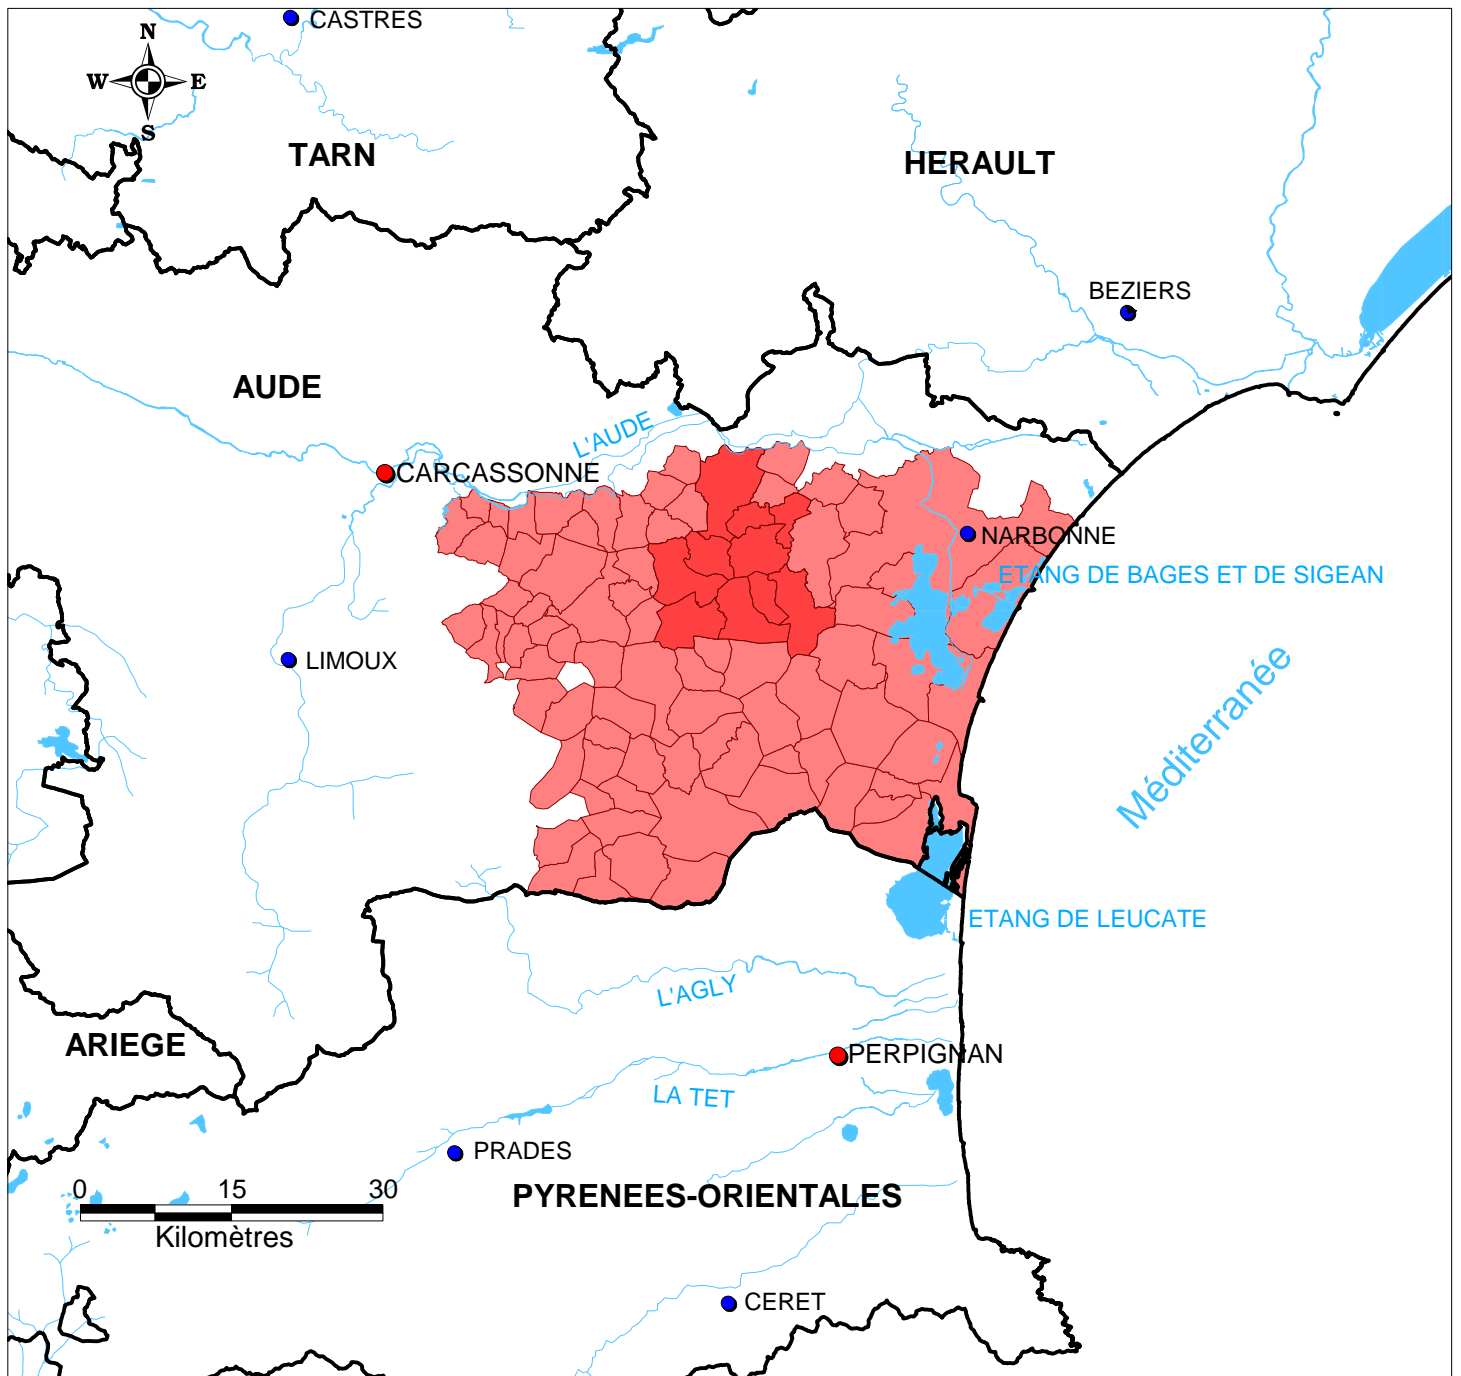 CASTRES
N
W E
S
TARN
HERAULT
BEZIERS
AUDE
L'AUDE
CARCASSONNE
NARBONNE
ETANG DE BAGES ET DE SIGEAN
LIMOUX
Méditerranée
ETANG DE LEUCATE
L'AGLY
ARIEGE
PERPIGNAN
LA TET
PRADES
0 15 30
Kilomètres
PYRENEES-ORIENTALES
CERET